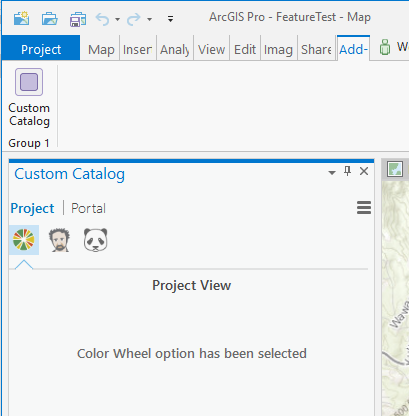 ArcGIS Pro - FeatureTest - Map
Project Map Inser Analy View Edit Imag Share Add- W
Custom
Catalog
Group 1
Custom Catalog
Project Portal
Project View
Color Wheel option has been selected
Wawa